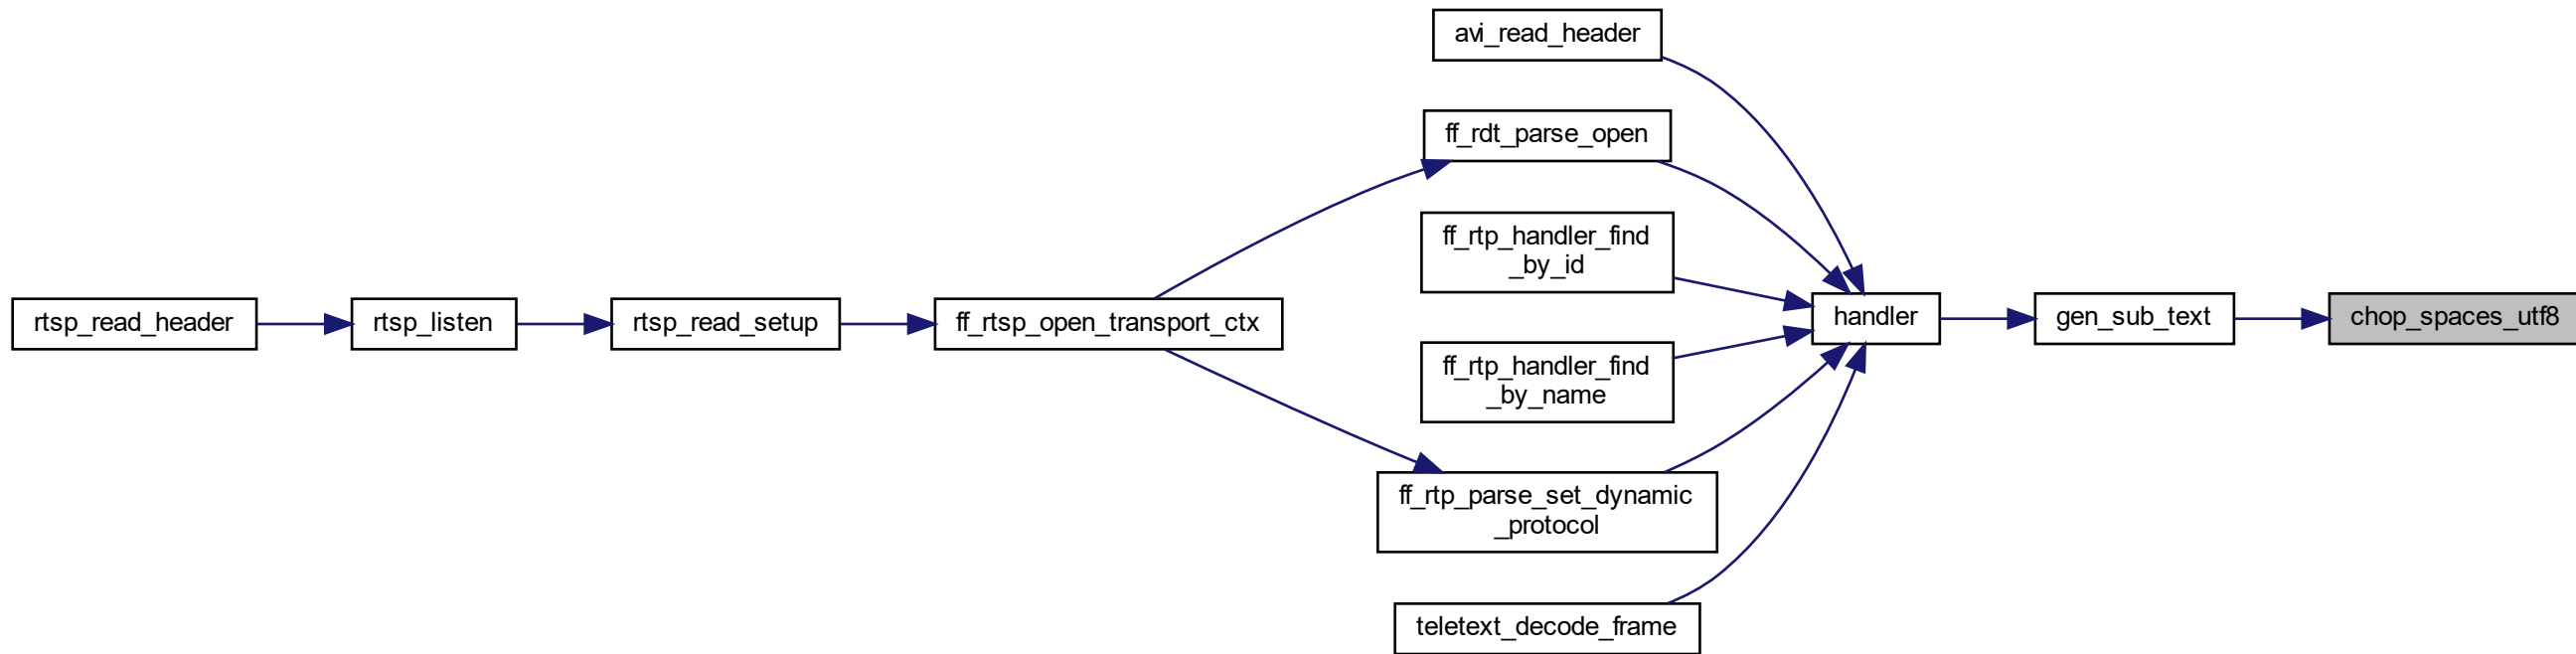 avi_read_header
ff_rdt_parse_open
ff_rtp_handler_find
_by_id
rtsp_read_header
rtsp_listen
rtsp_read_setup
ff_rtsp_open_transport_ctx
handler
gen_sub_text
chop_spaces_utf8
ff_rtp_handler_find
_by_name
ff_rtp_parse_set_dynamic
_protocol
teletext_decode_frame